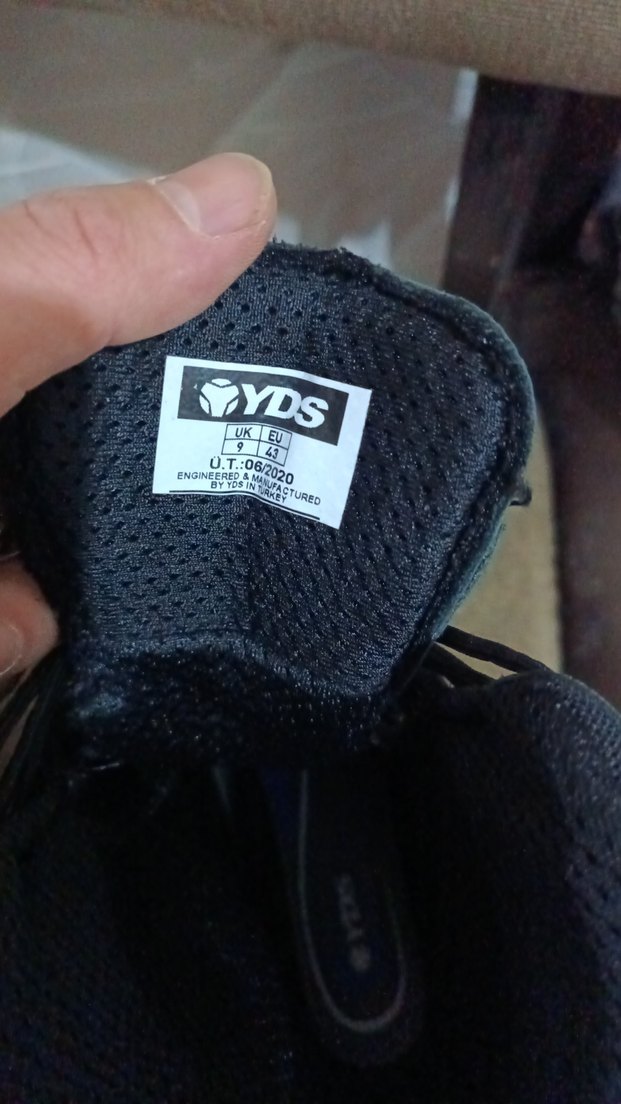 YDS
UK EU
9 43
Ü.T.:06/2020
ENGINEERED & MANUFACTURED
BY YDS IN TURKEY